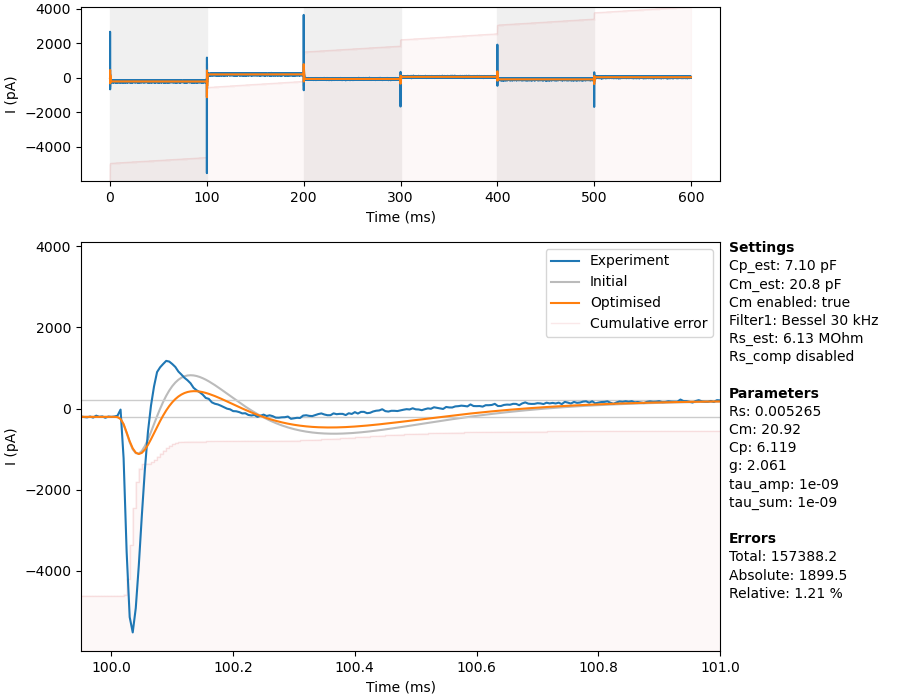 4000
2000
0
−2000
−4000
I (pA)
0 100 200 300 400 500 600
Time (ms)
4000
2000
0
−2000
−4000
I (pA)
100.0 100.2 100.4 100.6 100.8 101.0
Time (ms)
Experiment
Initial
Optimised
Cumulative error
Settings
Cp_est: 7.10 pF
Cm_est: 20.8 pF
Cm enabled: true
Filter1: Bessel 30 kHz
Rs_est: 6.13 MOhm
Rs_comp disabled
Parameters
Rs: 0.005265
Cm: 20.92
Cp: 6.119
g: 2.061
tau_amp: 1e-09
tau_sum: 1e-09
Errors
Total: 157388.2
Absolute: 1899.5
Relative: 1.21 %